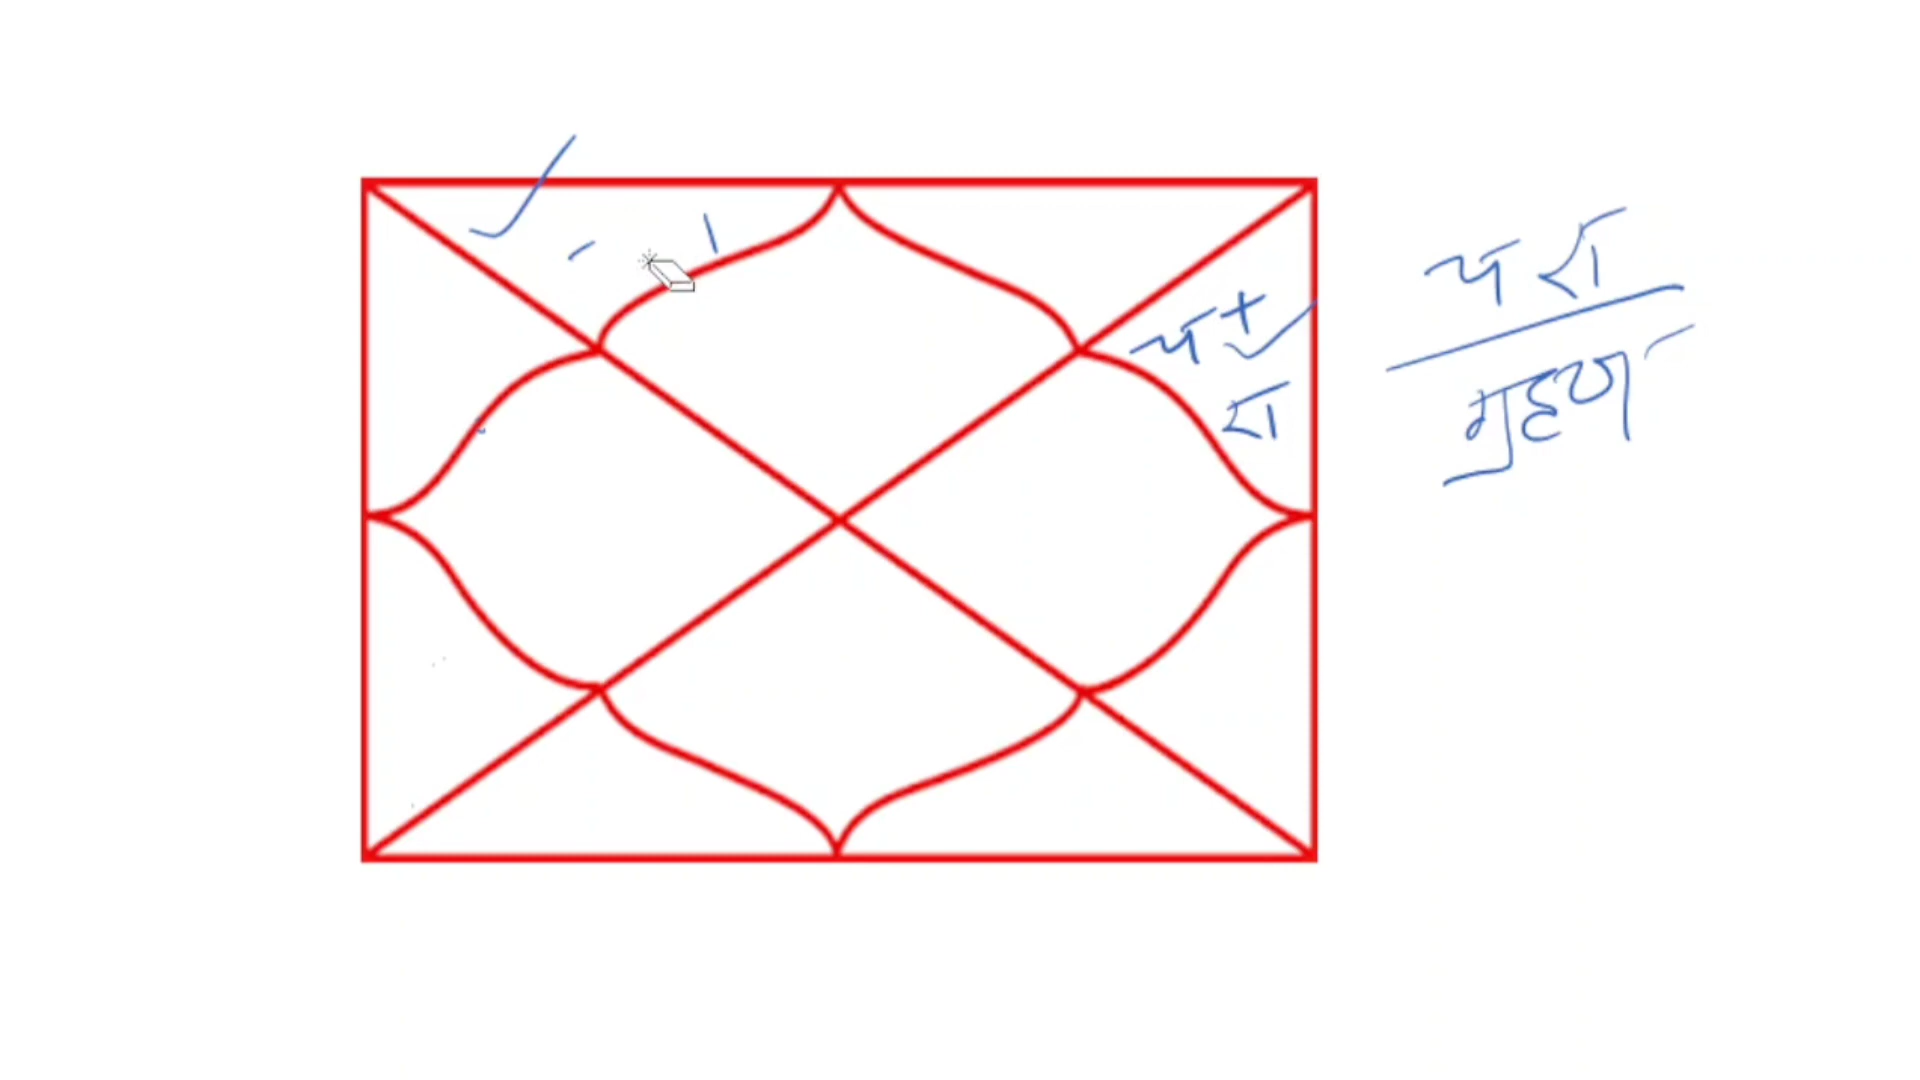 च +
रा
च रा
ग्रहण